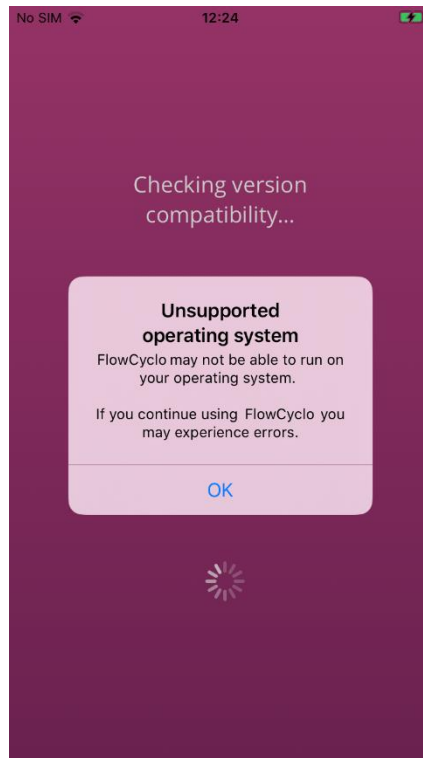 No SIM 12:24
Checking version
compatibility...
Unsupported
operating system
FlowCyclo may not be able to run on
your operating system.
If you continue using FlowCyclo you
may experience errors.
OK